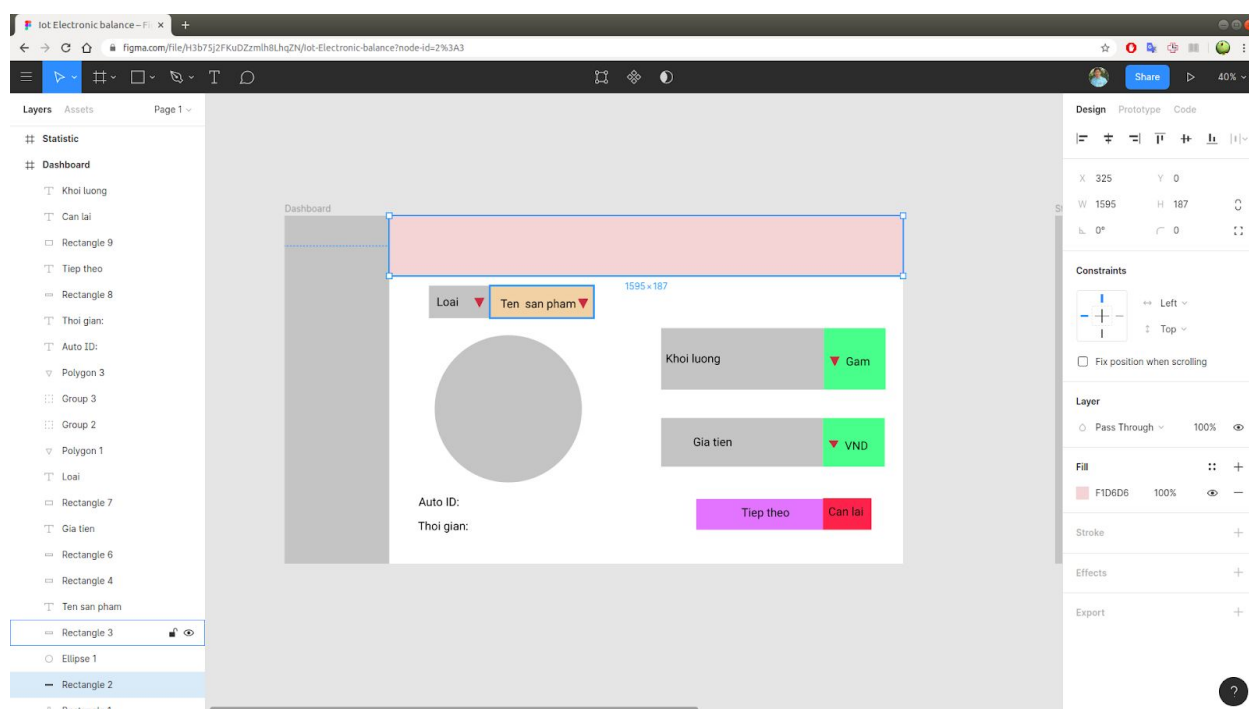 Iot Electronic balance – Fi
figma.com/file/H3b75j2FKuDZzmlh8LhqZN/Iot-Electronic-balance?node-id=2%3A3
Share
40%
Layers Assets Page 1
Statistic
Dashboard
Khoi luong
Can lai
Rectangle 9
Tiep theo
Rectangle 8
Thoi gian:
Auto ID:
Polygon 3
Group 3
Group 2
Polygon 1
Loai
Rectangle 7
Gia tien
Rectangle 6
Rectangle 4
Ten san pham
Rectangle 3
Ellipse 1
Rectangle 2
Dashboard
1595 × 187
Loai
Ten san pham
Khoi luong
Gam
Gia tien
VND
Auto ID:
Thoi gian:
Tiep theo
Can lai
St
Design Prototype Code
X 325 Y 0
W 1595 H 187
0° 0
Constraints
Left
Top
Fix position when scrolling
Layer
Pass Through 100%
Fill
F1D6D6 100%
Stroke
Effects
Export
?